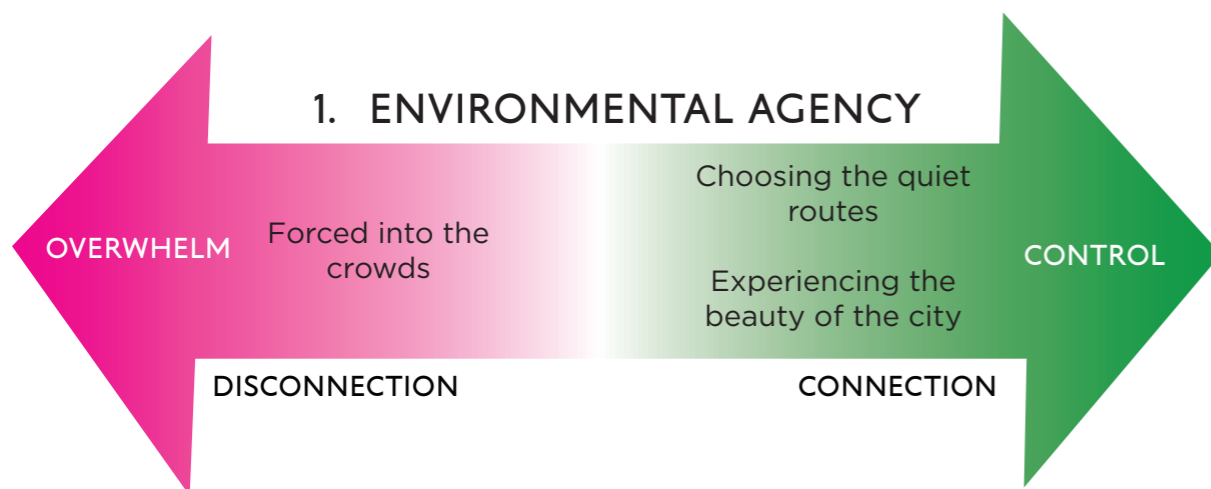 1. ENVIRONMENTAL AGENCY
OVERWHELM
Forced into the
crowds
Choosing the quiet
routes
Experiencing the
beauty of the city
CONTROL
DISCONNECTION
CONNECTION